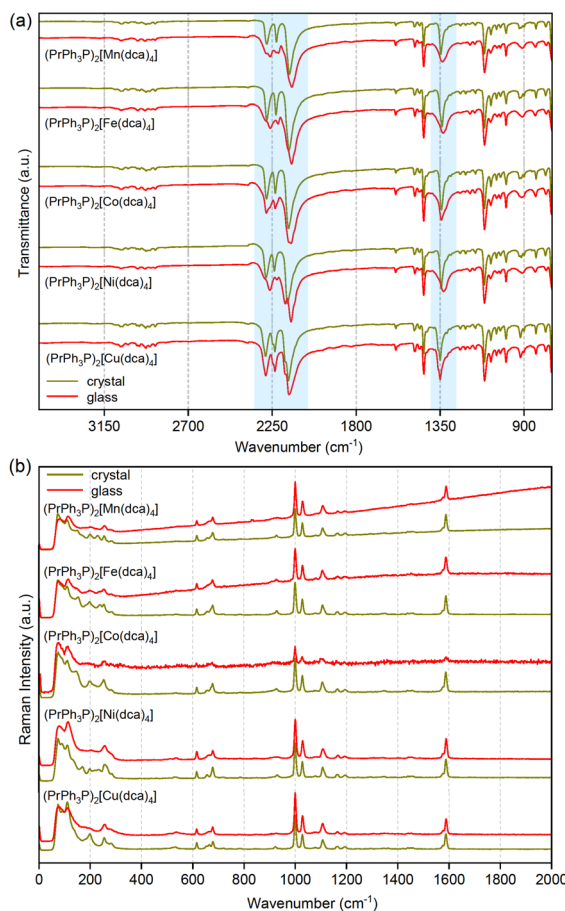 (a)
Transmittance (a.u.)
(PrPh₃P)₂[Mn(dca)₄]
(PrPh₃P)₂[Fe(dca)₄]
(PrPh₃P)₂[Co(dca)₄]
(PrPh₃P)₂[Ni(dca)₄]
(PrPh₃P)₂[Cu(dca)₄]
crystal
glass
3150 2700 2250 1800 1350 900
Wavenumber (cm⁻¹)
(b)
Raman Intensity (a.u.)
crystal
glass
(PrPh₃P)₂[Mn(dca)₄]
(PrPh₃P)₂[Fe(dca)₄]
(PrPh₃P)₂[Co(dca)₄]
(PrPh₃P)₂[Ni(dca)₄]
(PrPh₃P)₂[Cu(dca)₄]
0 200 400 600 800 1000 1200 1400 1600 1800 2000
Wavenumber (cm⁻¹)